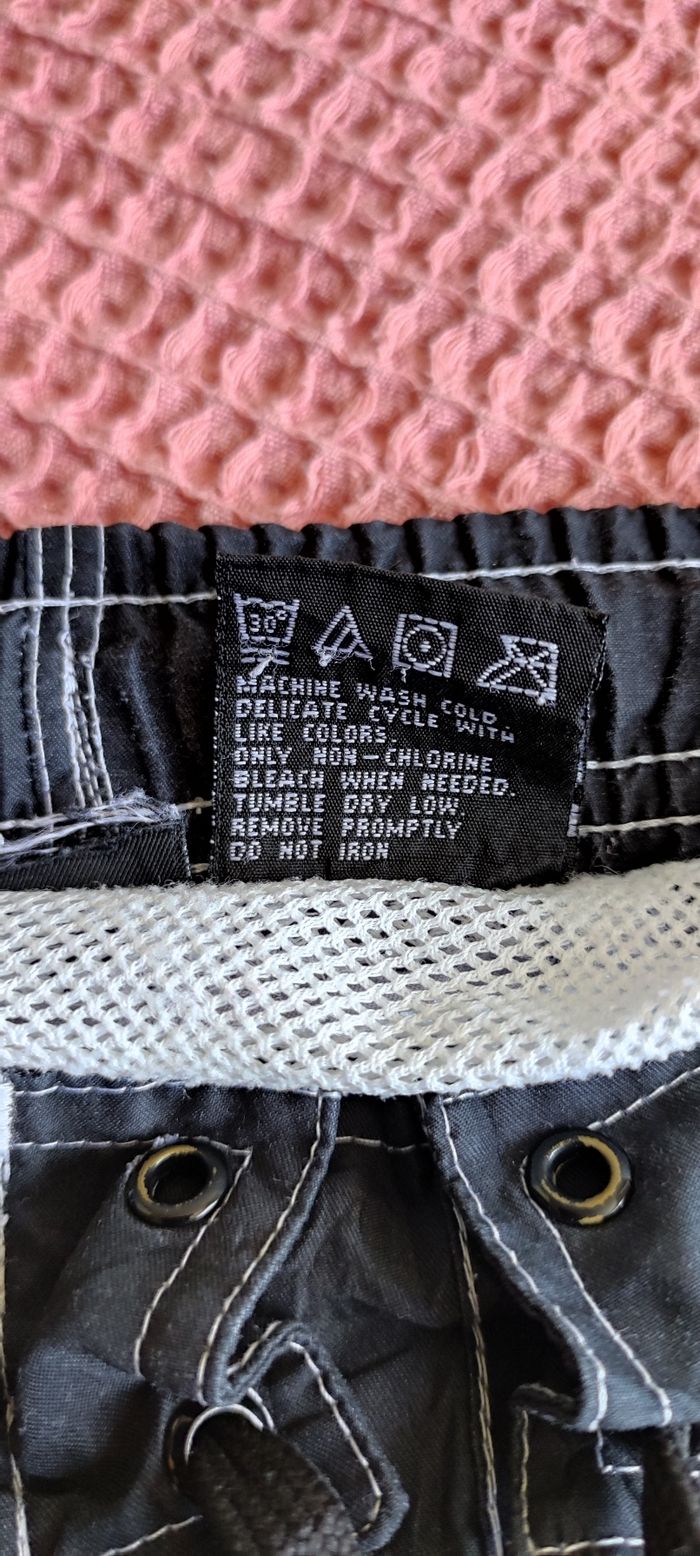 30°
MACHINE WASH COLD.
DELICATE CYCLE WITH
LIKE COLORS.
ONLY NON-CHLORINE
BLEACH WHEN NEEDED.
TUMBLE DRY LOW.
REMOVE PROMPTLY
DO NOT IRON